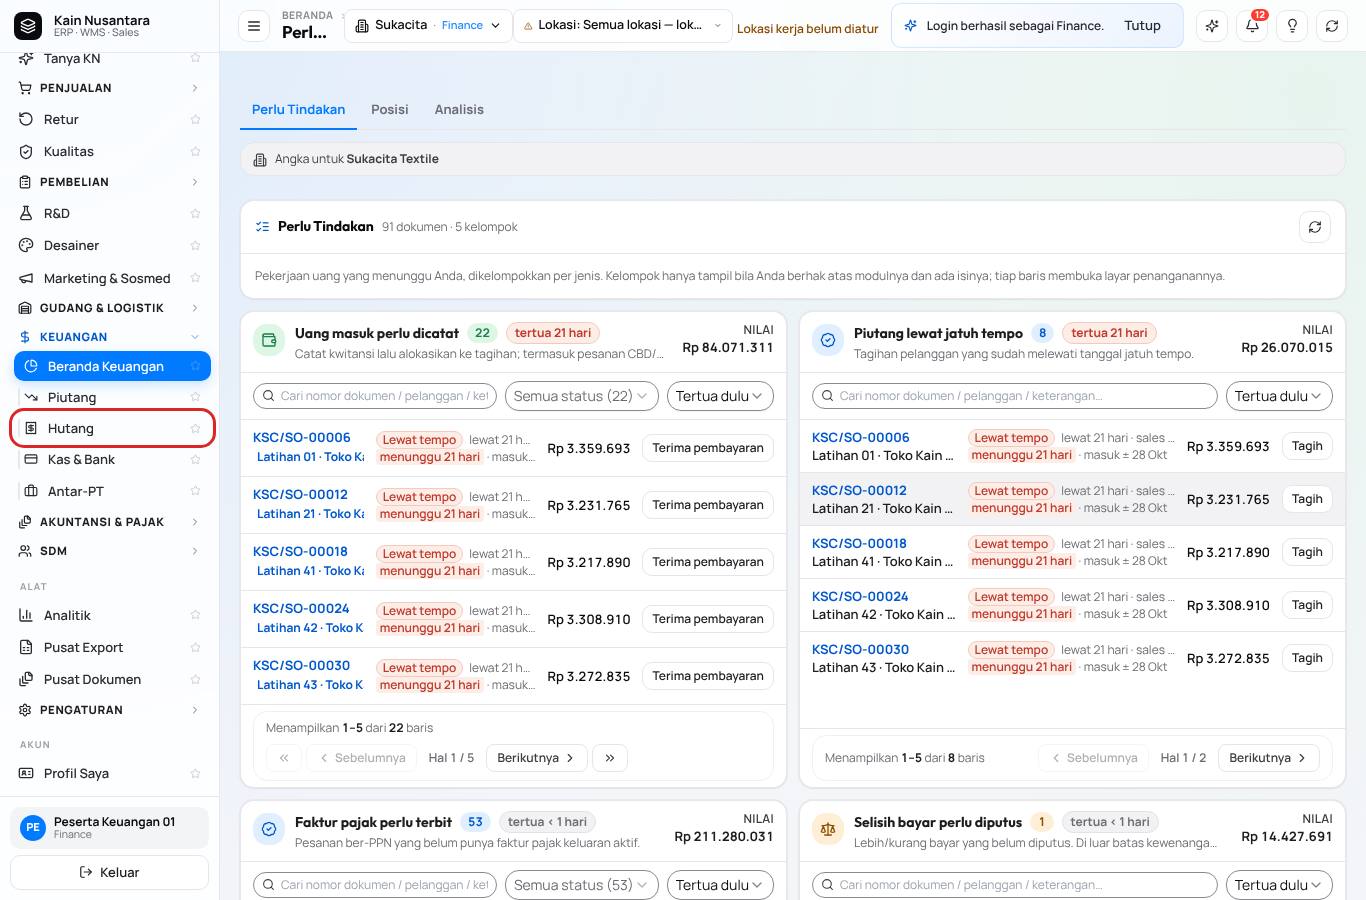 Kain Nusantara
ERP · WMS · Sales
Tanya KN
PENJUALAN
Retur
Kualitas
PEMBELIAN
R&D
Desainer
Marketing & Sosmed
GUDANG & LOGISTIK
KEUANGAN
Beranda Keuangan
Piutang
Hutang
Kas & Bank
Antar-PT
AKUNTANSI & PAJAK
SDM
ALAT
Analitik
Pusat Export
Pusat Dokumen
PENGATURAN
AKUN
Profil Saya
PE
Peserta Keuangan 01
Finance
Keluar
BERANDA
Perl...
Sukacita · Finance
Lokasi: Semua lokasi — lok...
Lokasi kerja belum diatur
Login berhasil sebagai Finance.
Tutup
12
Perlu Tindakan
Posisi
Analisis
Angka untuk Sukacita Textile
Perlu Tindakan 91 dokumen · 5 kelompok
Pekerjaan uang yang menunggu Anda, dikelompokkan per jenis. Kelompok hanya tampil bila Anda berhak atas modulnya dan ada isinya; tiap baris membuka layar penanganannya.
Uang masuk perlu dicatat 22 tertua 21 hari
Catat kwitansi lalu alokasikan ke tagihan; termasuk pesanan CBD/...
NILAI
Rp 84.071.311
Cari nomor dokumen / pelanggan / ket
Semua status (22)
Tertua dulu
KSC/SO-00006
Latihan 01 · Toko Ka
Lewat tempo lewat 21 h...
menunggu 21 hari · masuk...
Rp 3.359.693
Terima pembayaran
KSC/SO-00012
Latihan 21 · Toko Ka
Lewat tempo lewat 21 h...
menunggu 21 hari · masuk...
Rp 3.231.765
Terima pembayaran
KSC/SO-00018
Latihan 41 · Toko Ka
Lewat tempo lewat 21 h...
menunggu 21 hari · masuk...
Rp 3.217.890
Terima pembayaran
KSC/SO-00024
Latihan 42 · Toko K
Lewat tempo lewat 21 h...
menunggu 21 hari · masuk...
Rp 3.308.910
Terima pembayaran
KSC/SO-00030
Latihan 43 · Toko K
Lewat tempo lewat 21 h...
menunggu 21 hari · masuk...
Rp 3.272.835
Terima pembayaran
Menampilkan 1–5 dari 22 baris
Sebelumnya
Hal 1 / 5
Berikutnya
Piutang lewat jatuh tempo 8 tertua 21 hari
Tagihan pelanggan yang sudah melewati tanggal jatuh tempo.
NILAI
Rp 26.070.015
Cari nomor dokumen / pelanggan / keterangan...
Tertua dulu
KSC/SO-00006
Latihan 01 · Toko Kain ...
Lewat tempo lewat 21 hari · sales ...
menunggu 21 hari · masuk ± 28 Okt
Rp 3.359.693
Tagih
KSC/SO-00012
Latihan 21 · Toko Kain ...
Lewat tempo lewat 21 hari · sales ...
menunggu 21 hari · masuk ± 28 Okt
Rp 3.231.765
Tagih
KSC/SO-00018
Latihan 41 · Toko Kain ...
Lewat tempo lewat 21 hari · sales ...
menunggu 21 hari · masuk ± 28 Okt
Rp 3.217.890
Tagih
KSC/SO-00024
Latihan 42 · Toko Kain ...
Lewat tempo lewat 21 hari · sales ...
menunggu 21 hari · masuk ± 28 Okt
Rp 3.308.910
Tagih
KSC/SO-00030
Latihan 43 · Toko Kain ...
Lewat tempo lewat 21 hari · sales ...
menunggu 21 hari · masuk ± 28 Okt
Rp 3.272.835
Tagih
Menampilkan 1–5 dari 8 baris
Sebelumnya
Hal 1 / 2
Berikutnya
Faktur pajak perlu terbit 53 tertua < 1 hari
Pesanan ber-PPN yang belum punya faktur pajak keluaran aktif.
NILAI
Rp 211.280.031
Cari nomor dokumen / pelanggan / ket
Semua status (53)
Tertua dulu
Selisih bayar perlu diputus 1 tertua < 1 hari
Lebih/kurang bayar yang belum diputus. Di luar batas kewenanga...
NILAI
Rp 14.427.691
Cari nomor dokumen / pelanggan / keterangan...
Tertua dulu